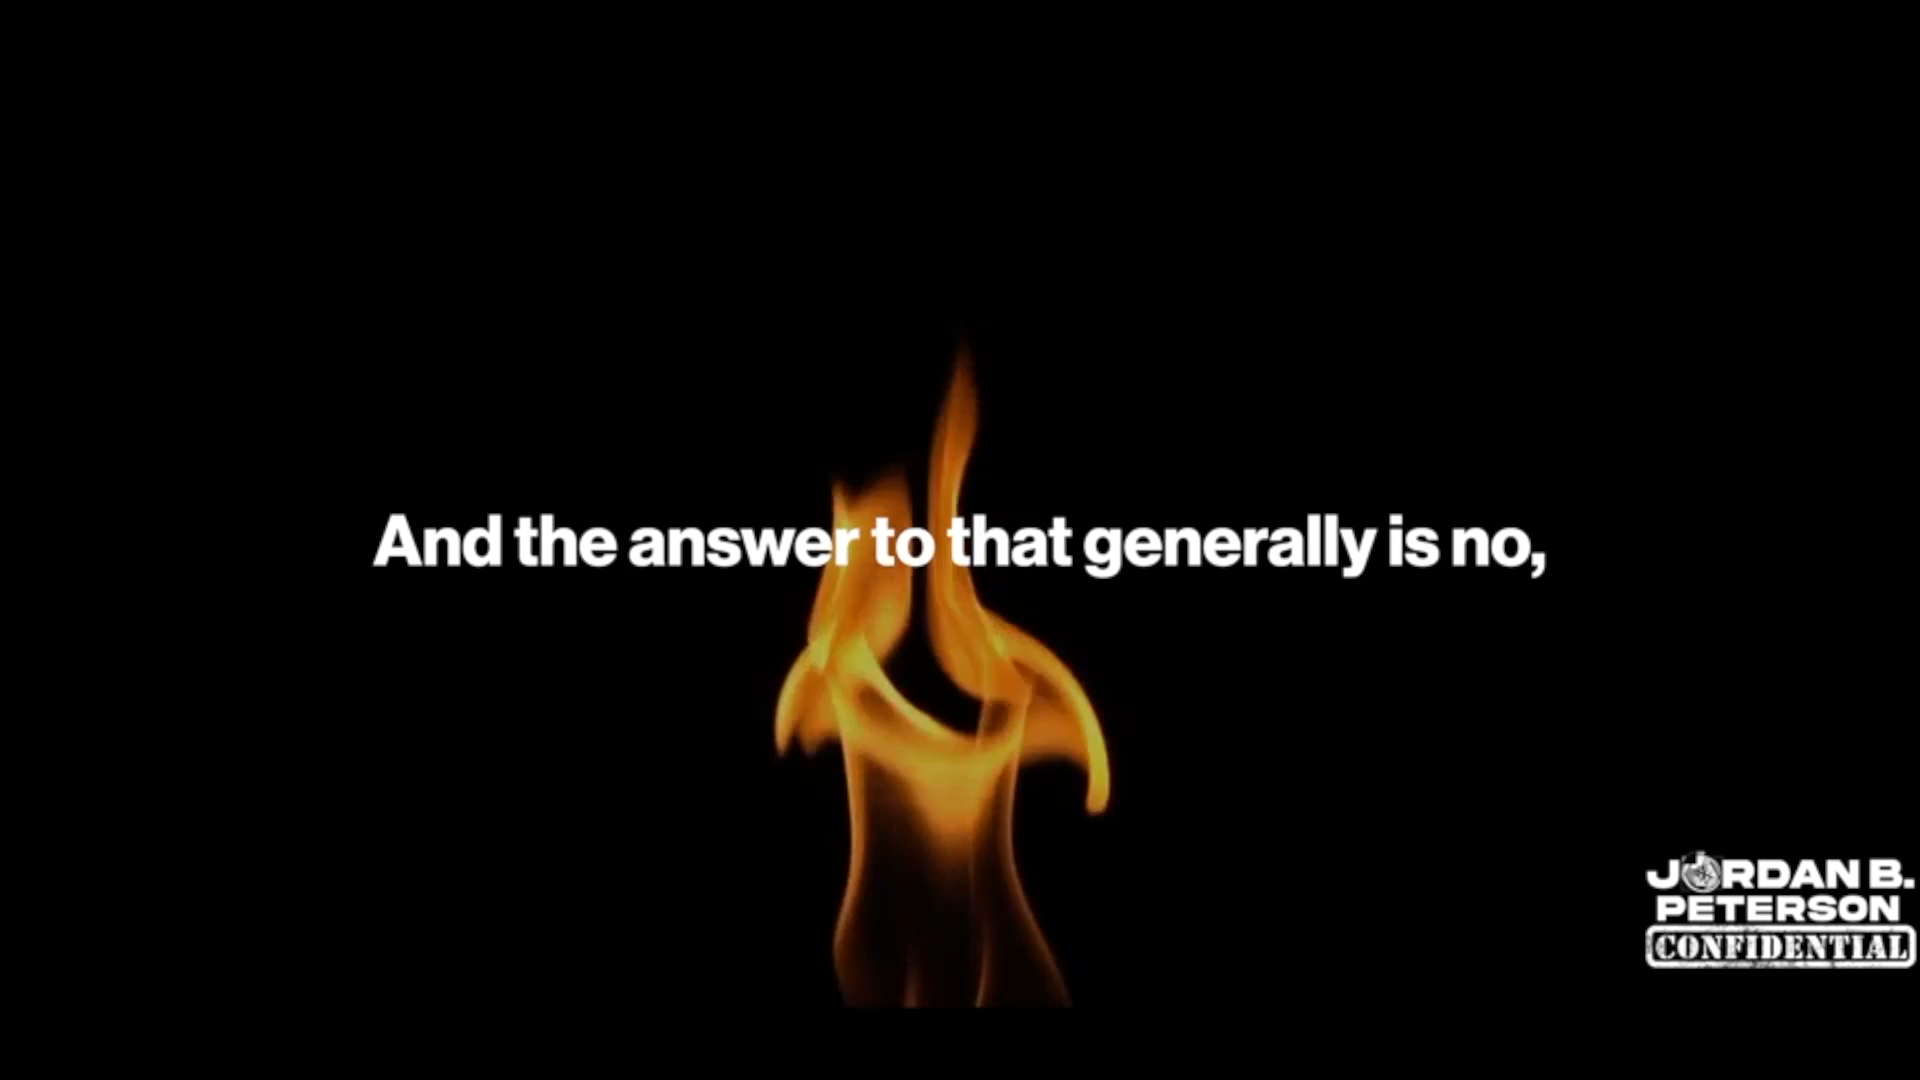 And the answer to that generally is no,
JORDAN B.
PETERSON
CONFIDENTIAL